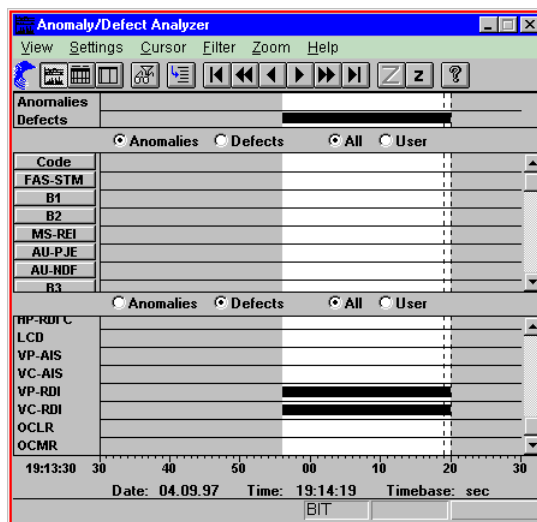 Anomaly/Defect Analyzer
View Settings Cursor Filter Zoom Help
Z z ?
Anomalies
Defects
Anomalies Defects All User
Code
FAS-STM
B1
B2
MS-REI
AU-PJE
AU-NDF
B3
Anomalies Defects All User
LCD
VP-AIS
VC-AIS
VP-RDI
VC-RDI
OCLR
OCMR
19:13:30 30 40 50 00 10 20 30
Date: 04.09.97 Time: 19:14:19 Timebase: sec
BIT